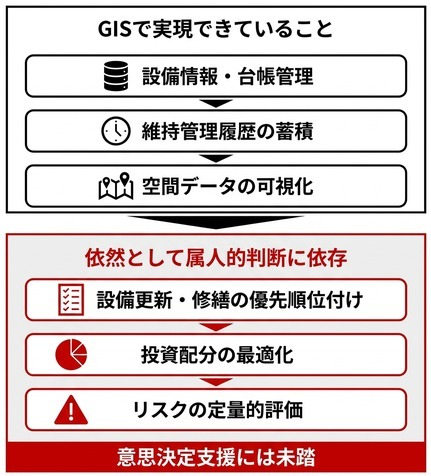 GISで実現できていること
設備情報・台帳管理
維持管理履歴の蓄積
空間データの可視化
依然として属人的判断に依存
設備更新・修繕の優先順位付け
投資配分の最適化
リスクの定量的評価
意思決定支援には未踏